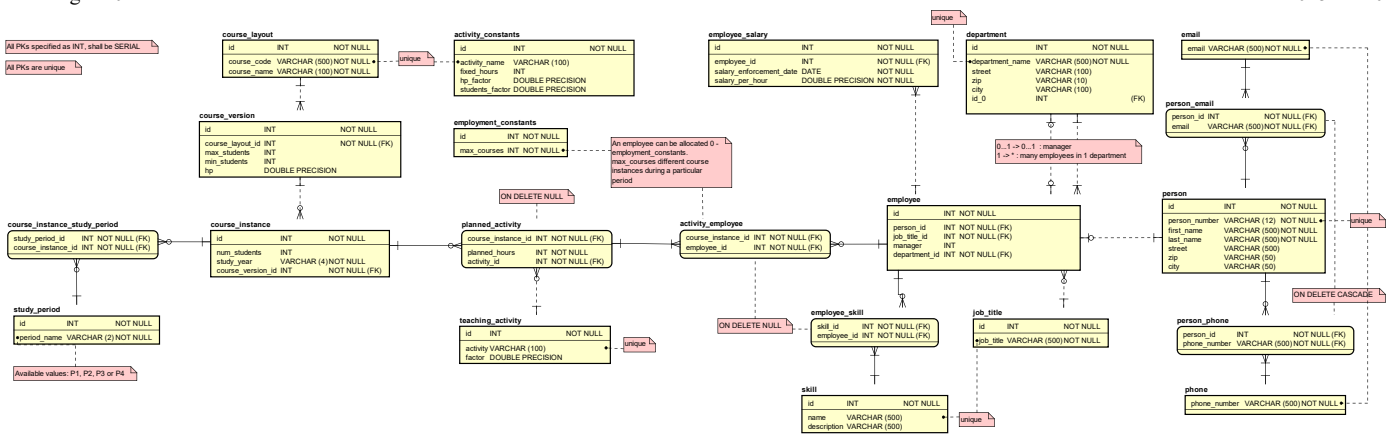 All PKs specified as INT, shall be SERIAL
All PKs are unique
course_layout
id INT NOT NULL
course_code VARCHAR (500) NOT NULL
course_name VARCHAR (100) NOT NULL
unique
activity_constants
id INT NOT NULL
activity_name VARCHAR (100)
fixed_hours INT
hp_factor DOUBLE PRECISION
students_factor DOUBLE PRECISION
employee_salary
id INT NOT NULL
employee_id INT NOT NULL (FK)
salary_enforcement_date DATE NOT NULL
salary_per_hour DOUBLE PRECISION NOT NULL
unique
department
id INT NOT NULL
department_name VARCHAR (500) NOT NULL
street VARCHAR (100)
zip VARCHAR (10)
city VARCHAR (100)
id_0 INT (FK)
email
email VARCHAR (500) NOT NULL
person_email
person_id INT NOT NULL (FK)
email VARCHAR (500) NOT NULL (FK)
course_version
id INT NOT NULL
course_layout_id INT NOT NULL (FK)
max_students INT
min_students INT
hp DOUBLE PRECISION
employment_constants
id INT NOT NULL
max_courses INT NOT NULL
An employee can be allocated 0 -
employment_constants.
max_courses different course
instances during a particular
period
0...1 -> 0...1 : manager
1 -> * : many employees in 1 department
ON DELETE NULL
course_instance_study_period
study_period_id INT NOT NULL (FK)
course_instance_id INT NOT NULL (FK)
course_instance
id INT NOT NULL
num_students INT
study_year VARCHAR (4) NOT NULL
course_version_id INT NOT NULL (FK)
planned_activity
course_instance_id INT NOT NULL (FK)
planned_hours INT NOT NULL
activity_id INT NOT NULL (FK)
activity_employee
course_instance_id INT NOT NULL (FK)
employee_id INT NOT NULL (FK)
employee
id INT NOT NULL
person_id INT NOT NULL (FK)
job_title_id INT NOT NULL (FK)
manager INT
department_id INT NOT NULL (FK)
person
id INT NOT NULL
person_number VARCHAR (12) NOT NULL
first_name VARCHAR (500) NOT NULL
last_name VARCHAR (500) NOT NULL
street VARCHAR (500)
zip VARCHAR (50)
city VARCHAR (50)
unique
ON DELETE CASCADE
study_period
id INT NOT NULL
period_name VARCHAR (2) NOT NULL
Available values: P1, P2, P3 or P4
teaching_activity
id INT NOT NULL
activity VARCHAR (100)
factor DOUBLE PRECISION
unique
ON DELETE NULL
employee_skill
skill_id INT NOT NULL (FK)
employee_id INT NOT NULL (FK)
job_title
id INT NOT NULL
job_title VARCHAR (500) NOT NULL
person_phone
person_id INT NOT NULL (FK)
phone_number VARCHAR (500) NOT NULL (FK)
skill
id INT NOT NULL
name VARCHAR (500)
description VARCHAR (500)
unique
phone
phone_number VARCHAR (500) NOT NULL